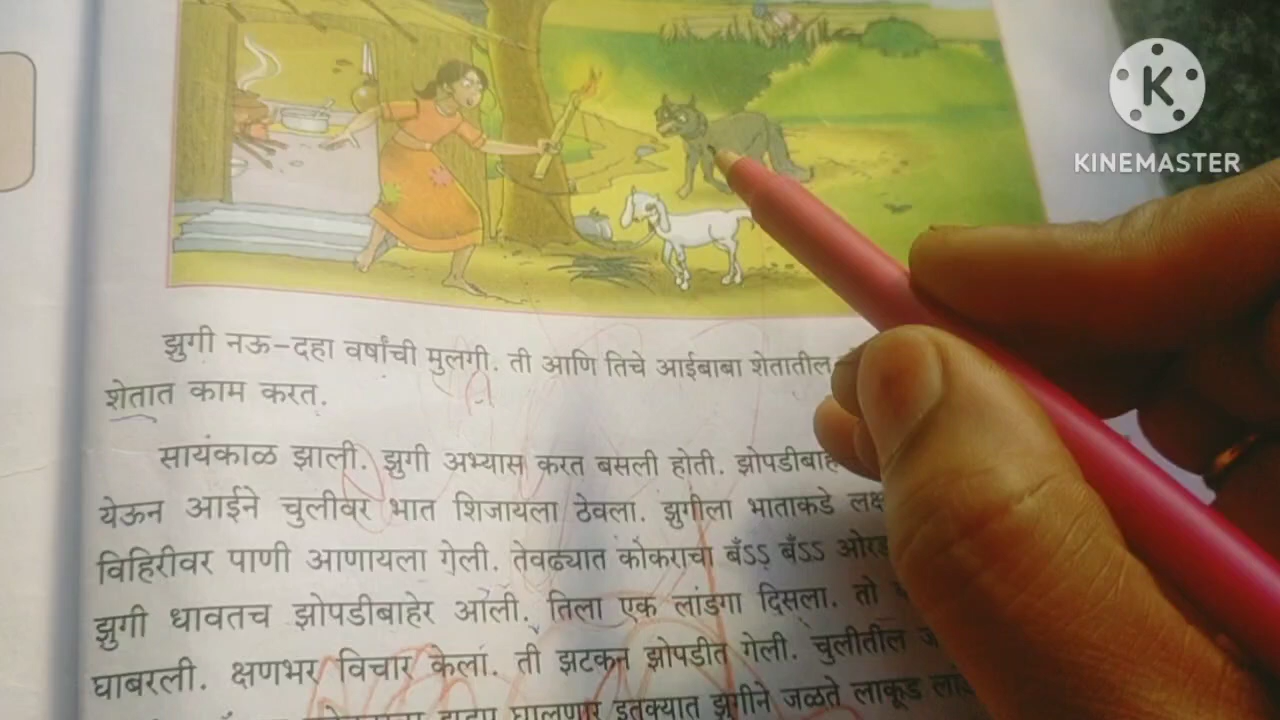 KINEMASTER
झुगी नऊ-दहा वर्षांची मुलगी. ती आणि तिचे आईबाबा शेतातील
शेतात काम करत.
सायंकाळ झाली. झुगी अभ्यास करत बसली होती.
येऊन आईने चुलीवर भात शिजायला ठेवला. झुगीला भाताकडे
विहिरीवर पाणी आणायला गेली. तेवढ्यात कोकराचा बँऽऽ बँऽऽ
झुगी धावतच झोपडीबाहेर आली. तिला एक लांडगा दिसला. तो
घाबरली. क्षणभर विचार केला. ती झटकन झोपडीत गेली. चुलीतील
घालणार इतक्यात झुगीने जळते लाकूड